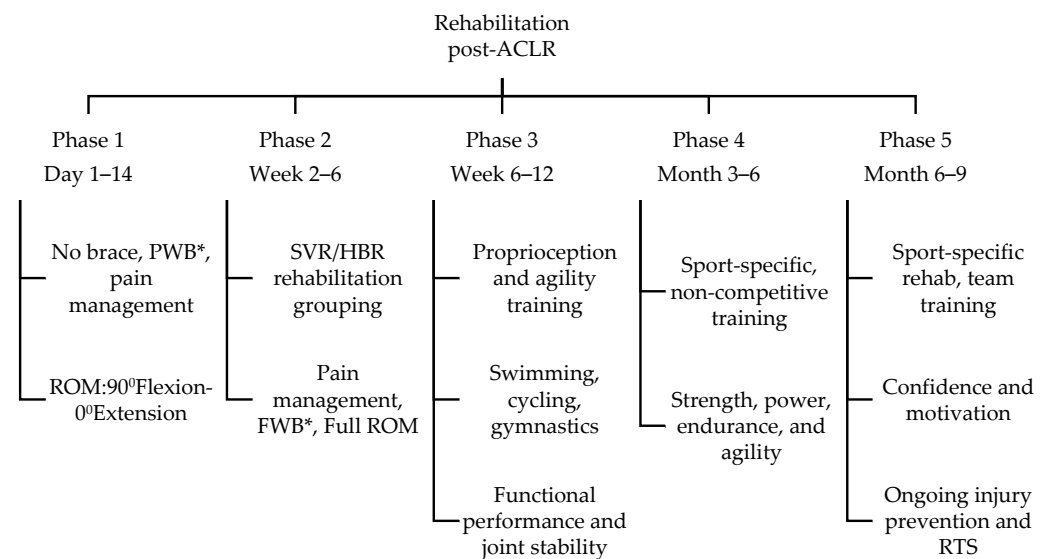 Rehabilitation
post-ACLR
Phase 1
Day 1–14
No brace, PWB*,
pain
management
ROM:90⁰Flexion-
0⁰Extension
Phase 2
Week 2–6
SVR/HBR
rehabilitation
grouping
Pain
management,
FWB*, Full ROM
Phase 3
Week 6–12
Proprioception
and agility
training
Swimming,
cycling,
gymnastics
Functional
performance and
joint stability
Phase 4
Month 3–6
Sport-specific,
non-competitive
training
Strength, power,
endurance, and
agility
Phase 5
Month 6–9
Sport-specific
rehab, team
training
Confidence and
motivation
Ongoing injury
prevention and
RTS